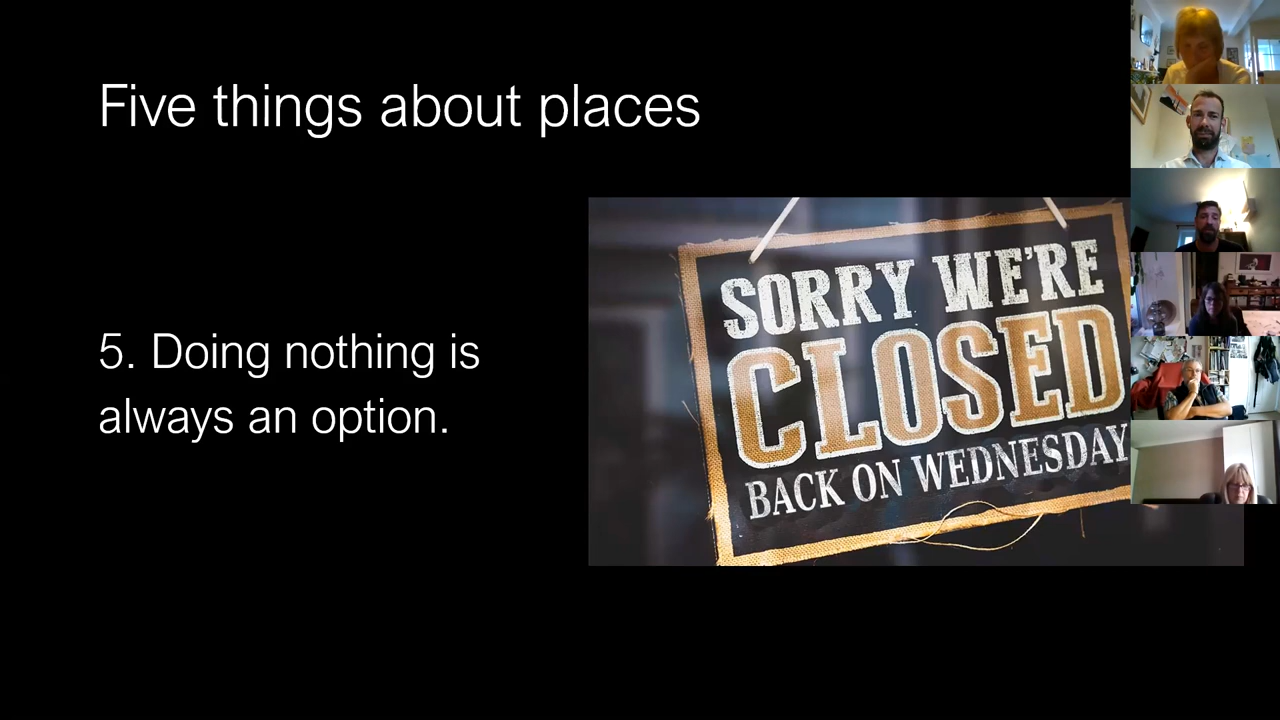 Five things about places
5. Doing nothing is
always an option.
SORRY WE'RE
CLOSED
BACK ON WEDNESDAY